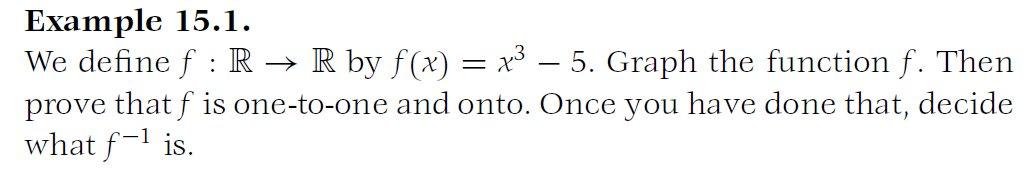 Example 15.1.
We define f : ℝ → ℝ by f(x) = x³ − 5. Graph the function f. Then
prove that f is one-to-one and onto. Once you have done that, decide
what f⁻¹ is.